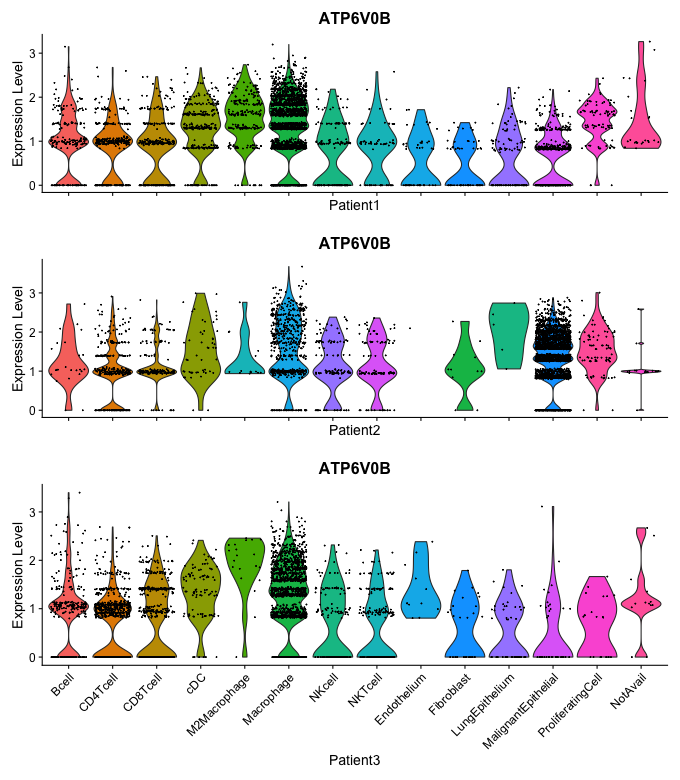 ATP6V0B
Expression Level
3
2
1
0
Patient1
ATP6V0B
Expression Level
3
2
1
0
Patient2
ATP6V0B
Expression Level
3
2
1
0
Bcell
CD4Tcell
CD8Tcell
cDC
M2Macrophage
Macrophage
NKcell
NKTcell
Endothelium
Fibroblast
LungEpithelium
MalignantEpithelial
ProliferatingCell
NotAvail
Patient3